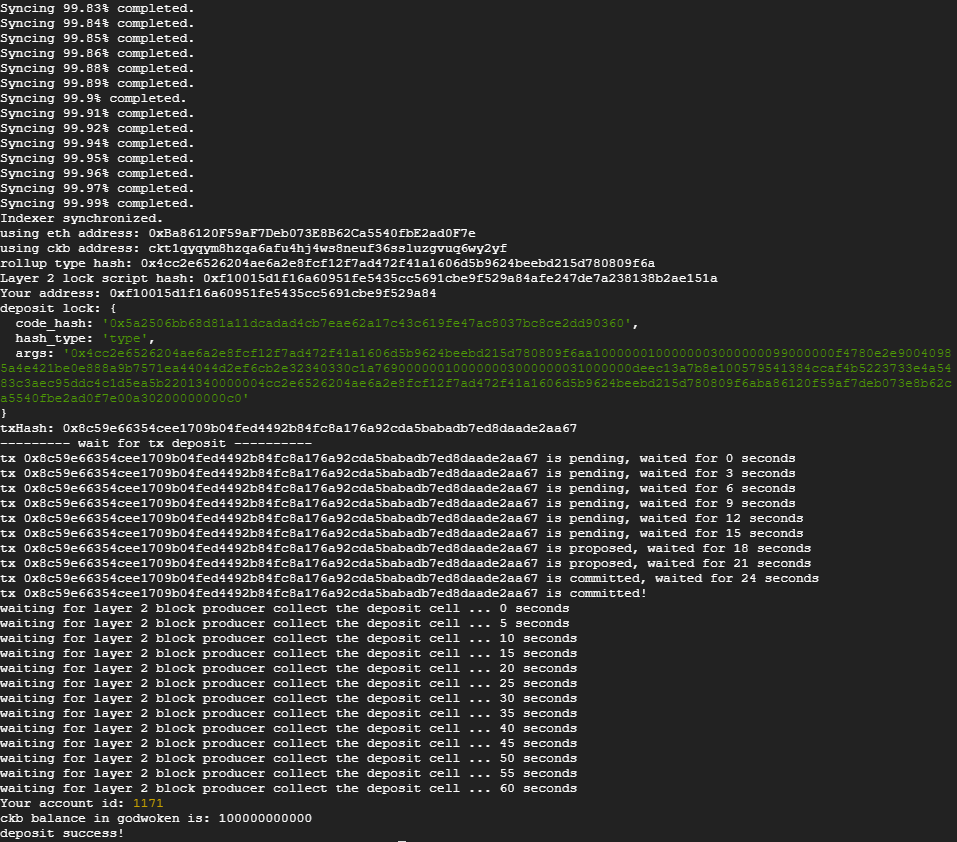 Syncing 99.83% completed.
Syncing 99.84% completed.
Syncing 99.85% completed.
Syncing 99.86% completed.
Syncing 99.88% completed.
Syncing 99.89% completed.
Syncing 99.9% completed.
Syncing 99.91% completed.
Syncing 99.92% completed.
Syncing 99.94% completed.
Syncing 99.95% completed.
Syncing 99.96% completed.
Syncing 99.97% completed.
Syncing 99.99% completed.
Indexer synchronized.
using eth address: 0xBa86120F59aF7Deb073E8B62Ca5540fbE2ad0F7e
using ckb address: ckt1qyqym8hzqa6afu4hj4ws8neuf36ssluzgvuq6wy2yf
rollup type hash: 0x4cc2e6526204ae6a2e8fcf12f7ad472f41a1606d5b9624beebd215d780809f6a
Layer 2 lock script hash: 0xf10015d1f16a60951fe5435cc5691cbe9f529a84afe247de7a238138b2ae151a
Your address: 0xf10015d1f16a60951fe5435cc5691cbe9f529a84
deposit lock: {
  code_hash: '0x5a2506bb68d81a11dcadad4cb7eae62a17c43c619fe47ac8037bc8ce2dd90360',
  hash_type: 'type',
  args: '0x4cc2e6526204ae6a2e8fcf12f7ad472f41a1606d5b9624beebd215d780809f6aa10000001000000030000000990000000f4780e2e9004098
5a4e421be0e888a9b7571ea44044d2ef6cb2e32340330c1a769000000010000000300000003100000 0deec13a7b8e100579541384ccaf4b5223733e4a54
83c3aec95ddc4c1d5ea5b2201340000004cc2e6526204ae6a2e8fcf12f7ad472f41a1606d5b9624beebd215d780809f6aba86120f59af7deb073e8b62c
a5540fbe2ad0f7e00a30200000000c0'
}
txHash: 0x8c59e66354cee1709b04fed4492b84fc8a176a92cda5babadb7ed8daade2aa67
--------- wait for tx deposit ----------
tx 0x8c59e66354cee1709b04fed4492b84fc8a176a92cda5babadb7ed8daade2aa67 is pending, waited for 0 seconds
tx 0x8c59e66354cee1709b04fed4492b84fc8a176a92cda5babadb7ed8daade2aa67 is pending, waited for 3 seconds
tx 0x8c59e66354cee1709b04fed4492b84fc8a176a92cda5babadb7ed8daade2aa67 is pending, waited for 6 seconds
tx 0x8c59e66354cee1709b04fed4492b84fc8a176a92cda5babadb7ed8daade2aa67 is pending, waited for 9 seconds
tx 0x8c59e66354cee1709b04fed4492b84fc8a176a92cda5babadb7ed8daade2aa67 is pending, waited for 12 seconds
tx 0x8c59e66354cee1709b04fed4492b84fc8a176a92cda5babadb7ed8daade2aa67 is pending, waited for 15 seconds
tx 0x8c59e66354cee1709b04fed4492b84fc8a176a92cda5babadb7ed8daade2aa67 is proposed, waited for 18 seconds
tx 0x8c59e66354cee1709b04fed4492b84fc8a176a92cda5babadb7ed8daade2aa67 is proposed, waited for 21 seconds
tx 0x8c59e66354cee1709b04fed4492b84fc8a176a92cda5babadb7ed8daade2aa67 is committed, waited for 24 seconds
tx 0x8c59e66354cee1709b04fed4492b84fc8a176a92cda5babadb7ed8daade2aa67 is committed!
waiting for layer 2 block producer collect the deposit cell ... 0 seconds
waiting for layer 2 block producer collect the deposit cell ... 5 seconds
waiting for layer 2 block producer collect the deposit cell ... 10 seconds
waiting for layer 2 block producer collect the deposit cell ... 15 seconds
waiting for layer 2 block producer collect the deposit cell ... 20 seconds
waiting for layer 2 block producer collect the deposit cell ... 25 seconds
waiting for layer 2 block producer collect the deposit cell ... 30 seconds
waiting for layer 2 block producer collect the deposit cell ... 35 seconds
waiting for layer 2 block producer collect the deposit cell ... 40 seconds
waiting for layer 2 block producer collect the deposit cell ... 45 seconds
waiting for layer 2 block producer collect the deposit cell ... 50 seconds
waiting for layer 2 block producer collect the deposit cell ... 55 seconds
waiting for layer 2 block producer collect the deposit cell ... 60 seconds
Your account id: 1171
ckb balance in godwoken is: 100000000000
deposit success!